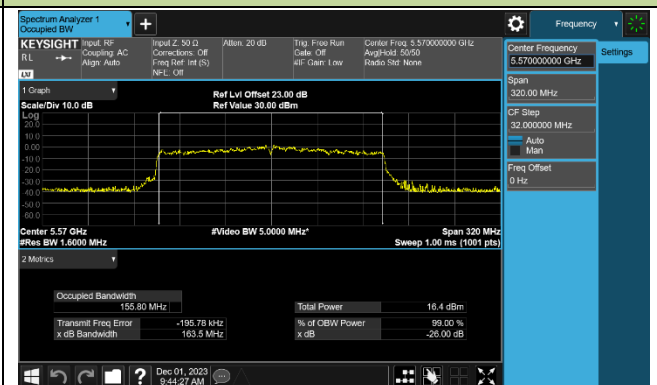 Spectrum Analyzer 1
Occupied BW
+
Frequency
KEYSIGHT
RL
LXI
Input: RF
Coupling: AC
Align: Auto
Input Z: 50 Ω
Corrections: Off
Freq Ref: Int (S)
NFE: Off
Atten: 20 dB
Trig: Free Run
Gate: Off
#IF Gain: Low
Center Freq: 5.570000000 GHz
Avg|Hold: 50/50
Radio Std: None
Center Frequency
5.570000000 GHz
Settings
Span
320.00 MHz
CF Step
32.000000 MHz
Auto
Man
Freq Offset
0 Hz
1 Graph
Scale/Div 10.0 dB
Ref Lvl Offset 23.00 dB
Ref Value 30.00 dBm
Log
20.0
10.0
0.00
-10.0
-20.0
-30.0
-40.0
-50.0
-60.0
Center 5.57 GHz
#Video BW 5.0000 MHz*
Span 320 MHz
#Res BW 1.6000 MHz
Sweep 1.00 ms (1001 pts)
2 Metrics
Occupied Bandwidth
155.80 MHz
Total Power 16.4 dBm
Transmit Freq Error -195.78 kHz
% of OBW Power 99.00 %
x dB Bandwidth 163.5 MHz
x dB -26.00 dB
?
Dec 01, 2023
9:44:27 AM